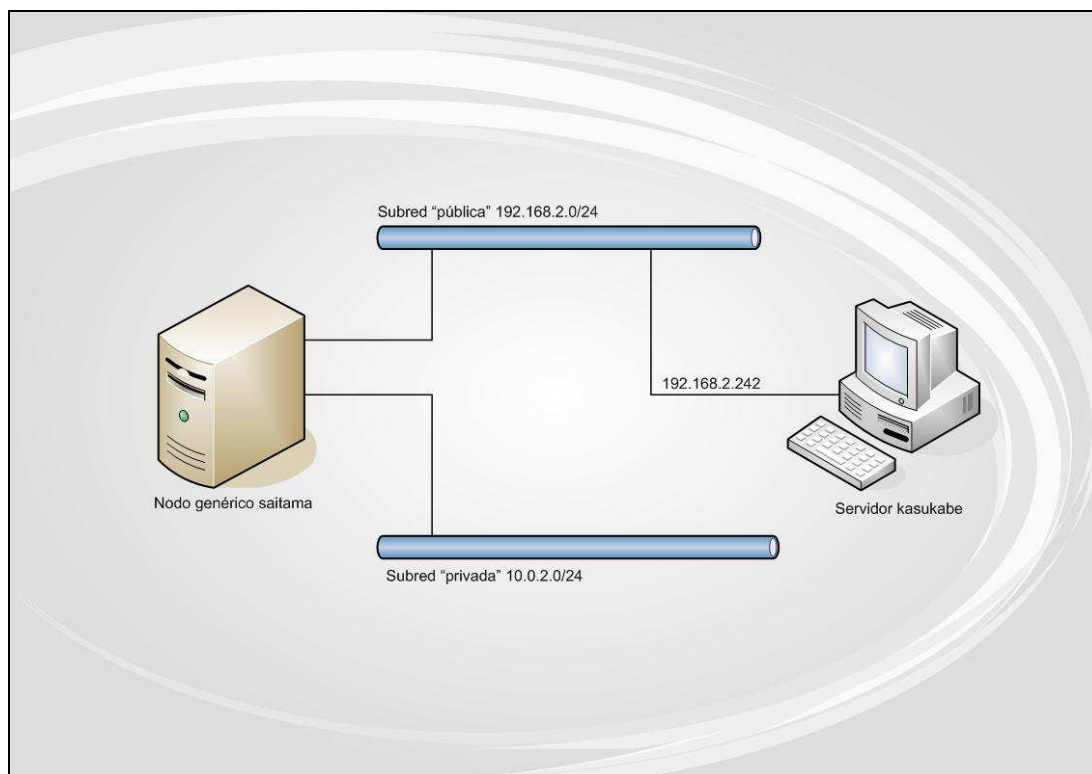 Subred “pública” 192.168.2.0/24
192.168.2.242
Nodo genérico saitama
Servidor kasukabe
Subred “privada” 10.0.2.0/24